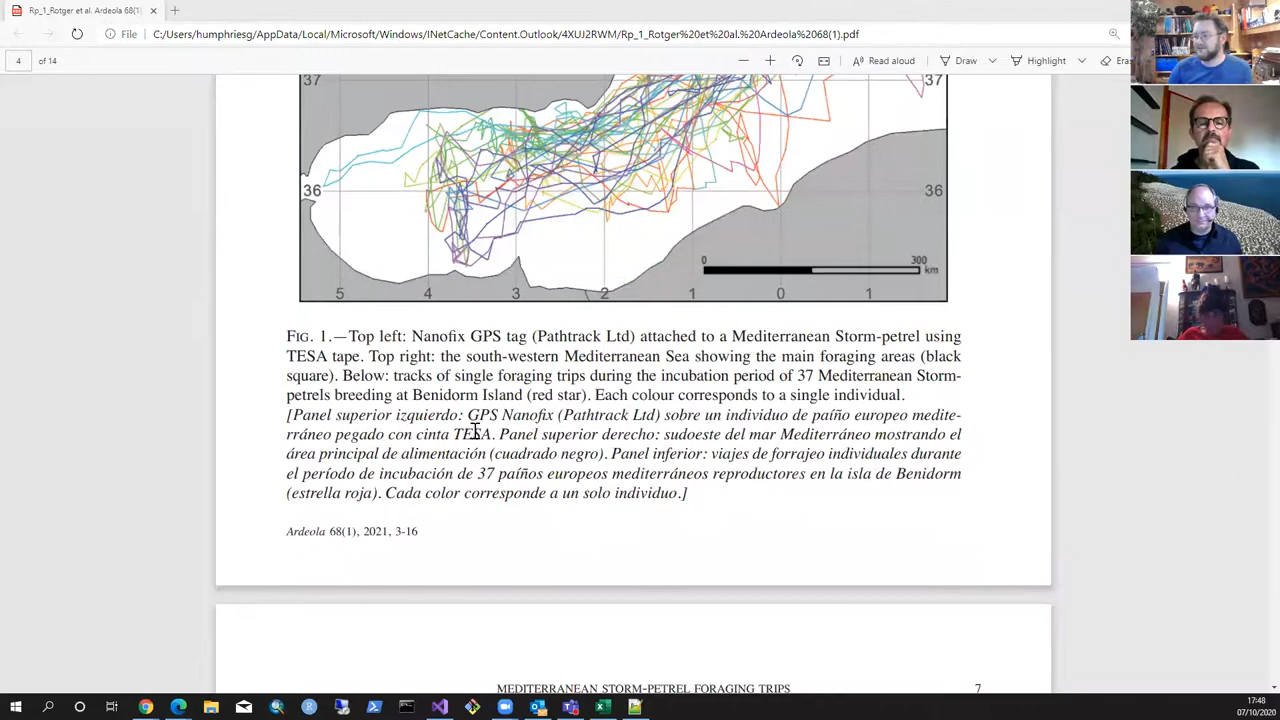 Rp_1_Rotger et al. Ardeola 68(1)
File C:/Users/humphriesg/AppData/Local/Microsoft/Windows/INetCache/Content.Outlook/4XUJ2RWM/Rp_1_Rotger%20et%20al.%20Ardeola%2068(1).pdf
4 of 14 Read aloud Draw Highlight
37 37
36 36
0 300
km
5 4 3 2 1 0 1
FIG. 1.—Top left: Nanofix GPS tag (Pathtrack Ltd) attached to a Mediterranean Storm-petrel using
TESA tape. Top right: the south-western Mediterranean Sea showing the main foraging areas (black
square). Below: tracks of single foraging trips during the incubation period of 37 Mediterranean Storm-
petrels breeding at Benidorm Island (red star). Each colour corresponds to a single individual.
[Panel superior izquierdo: GPS Nanofix (Pathtrack Ltd) sobre un individuo de paíño europeo medite-
rráneo pegado con cinta TESA. Panel superior derecho: sudoeste del mar Mediterráneo mostrando el
área principal de alimentación (cuadrado negro). Panel inferior: viajes de forrajeo individuales durante
el período de incubación de 37 paíños europeos mediterráneos reproductores en la isla de Benidorm
(estrella roja). Cada color corresponde a un solo individuo.]
Ardeola 68(1), 2021, 3-16
MEDITERRANEAN STORM-PETREL FORAGING TRIPS 7
17:48
07/10/2020